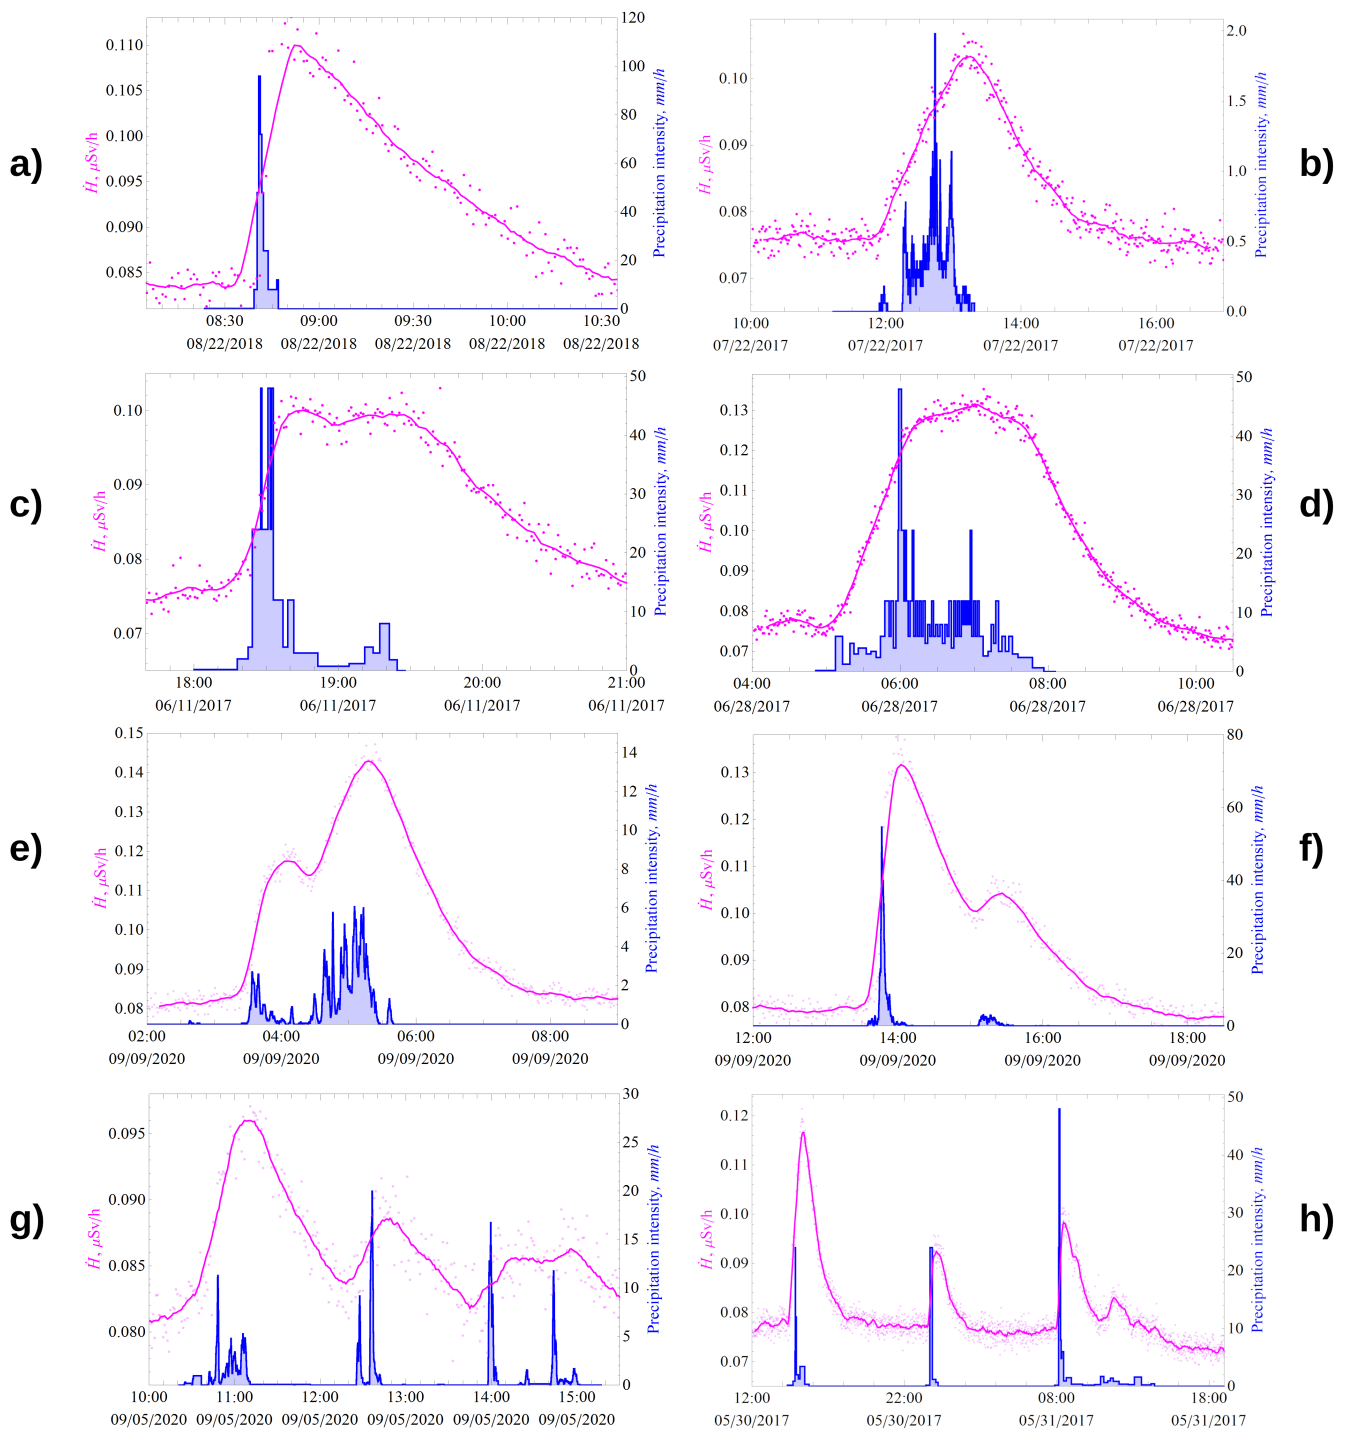 a)
Ḣ, μSv/h
0.110
0.105
0.100
0.095
0.090
0.085
120
100
80
60
40
20
0
Precipitation intensity, mm/h
08:30 09:00 09:30 10:00 10:30
08/22/2018 08/22/2018 08/22/2018 08/22/2018 08/22/2018
b)
Ḣ, μSv/h
0.10
0.09
0.08
0.07
2.0
1.5
1.0
0.5
0.0
Precipitation intensity, mm/h
10:00 12:00 14:00 16:00
07/22/2017 07/22/2017 07/22/2017 07/22/2017
c)
Ḣ, μSv/h
0.10
0.09
0.08
0.07
50
40
30
20
10
0
Precipitation intensity, mm/h
18:00 19:00 20:00 21:00
06/11/2017 06/11/2017 06/11/2017 06/11/2017
d)
Ḣ, μSv/h
0.13
0.12
0.11
0.10
0.09
0.08
0.07
50
40
30
20
10
0
Precipitation intensity, mm/h
04:00 06:00 08:00 10:00
06/28/2017 06/28/2017 06/28/2017 06/28/2017
e)
Ḣ, μSv/h
0.15
0.14
0.13
0.12
0.11
0.10
0.09
0.08
14
12
10
8
6
4
2
0
Precipitation intensity, mm/h
02:00 04:00 06:00 08:00
09/09/2020 09/09/2020 09/09/2020 09/09/2020
f)
Ḣ, μSv/h
0.13
0.12
0.11
0.10
0.09
0.08
80
60
40
20
0
Precipitation intensity, mm/h
12:00 14:00 16:00 18:00
09/09/2020 09/09/2020 09/09/2020 09/09/2020
g)
Ḣ, μSv/h
0.095
0.090
0.085
0.080
30
25
20
15
10
5
0
Precipitation intensity, mm/h
10:00 11:00 12:00 13:00 14:00 15:00
09/05/2020 09/05/2020 09/05/2020 09/05/2020 09/05/2020 09/05/2020
h)
Ḣ, μSv/h
0.12
0.11
0.10
0.09
0.08
0.07
50
40
30
20
10
0
Precipitation intensity, mm/h
12:00 22:00 08:00 18:00
05/30/2017 05/30/2017 05/31/2017 05/31/2017